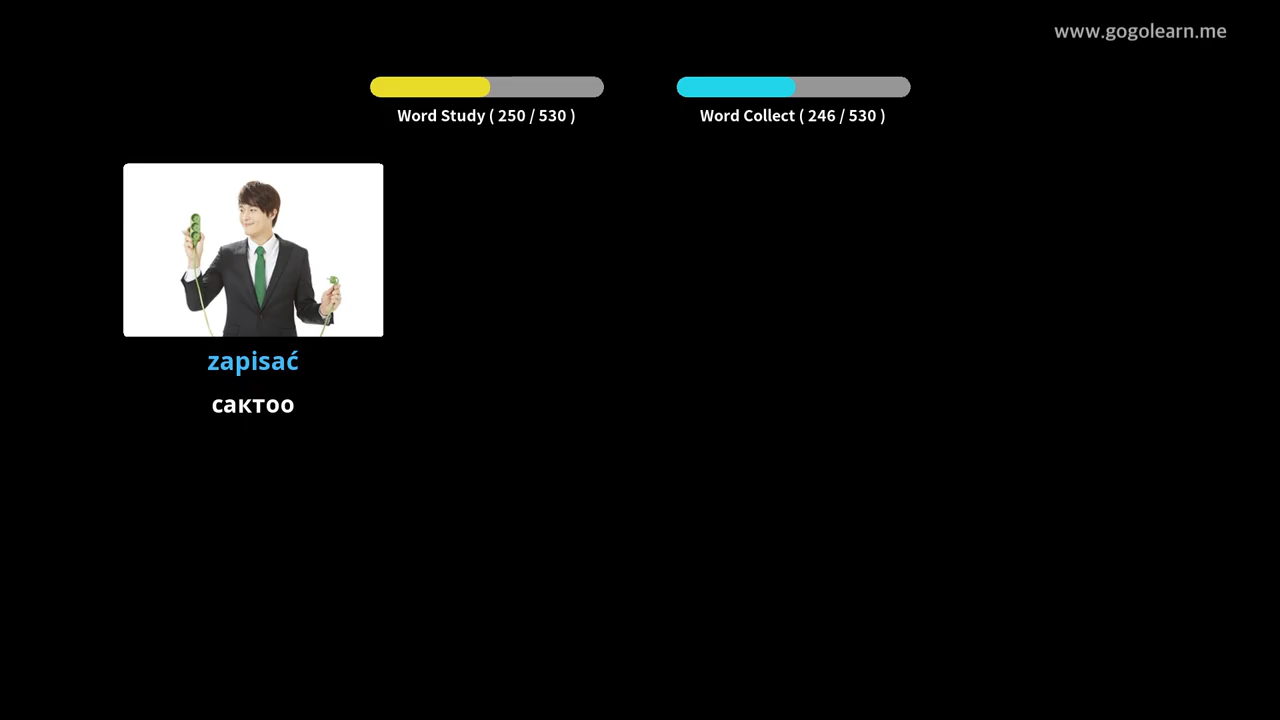 www.gogolearn.me
Word Study ( 250 / 530 )
Word Collect ( 246 / 530 )
zapisać
сактоо